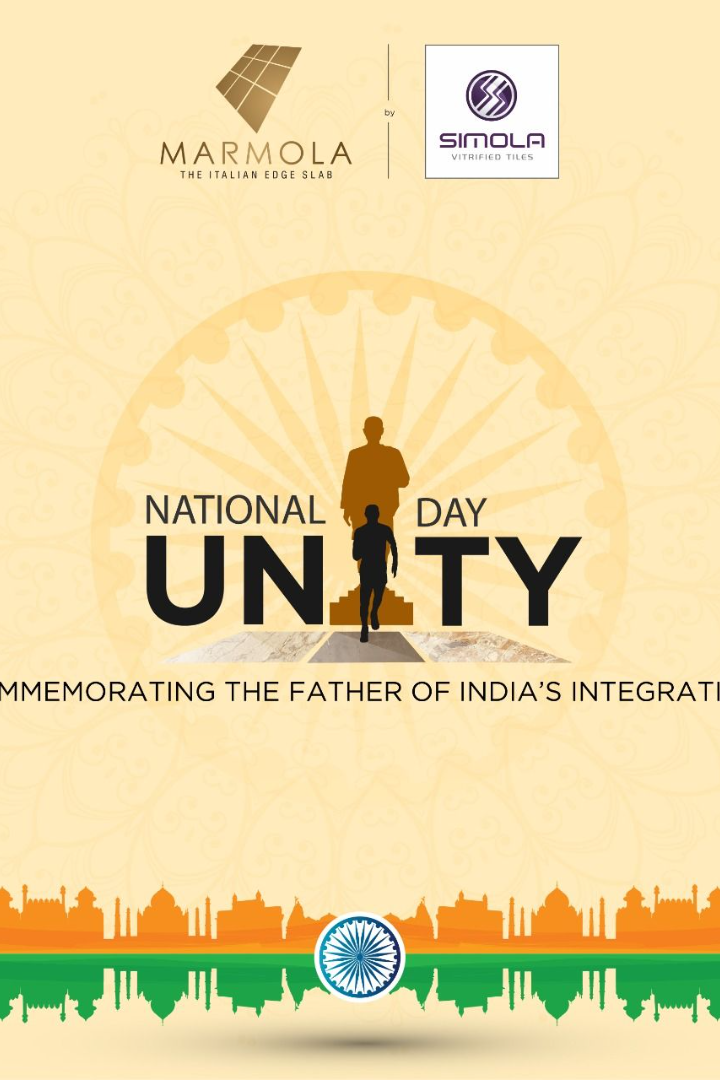 MARMOLA
THE ITALIAN EDGE SLAB
by
SIMOLA
VITRIFIED TILES
NATIONAL DAY
UNITY
MMEMORATING THE FATHER OF INDIA'S INTEGRATI